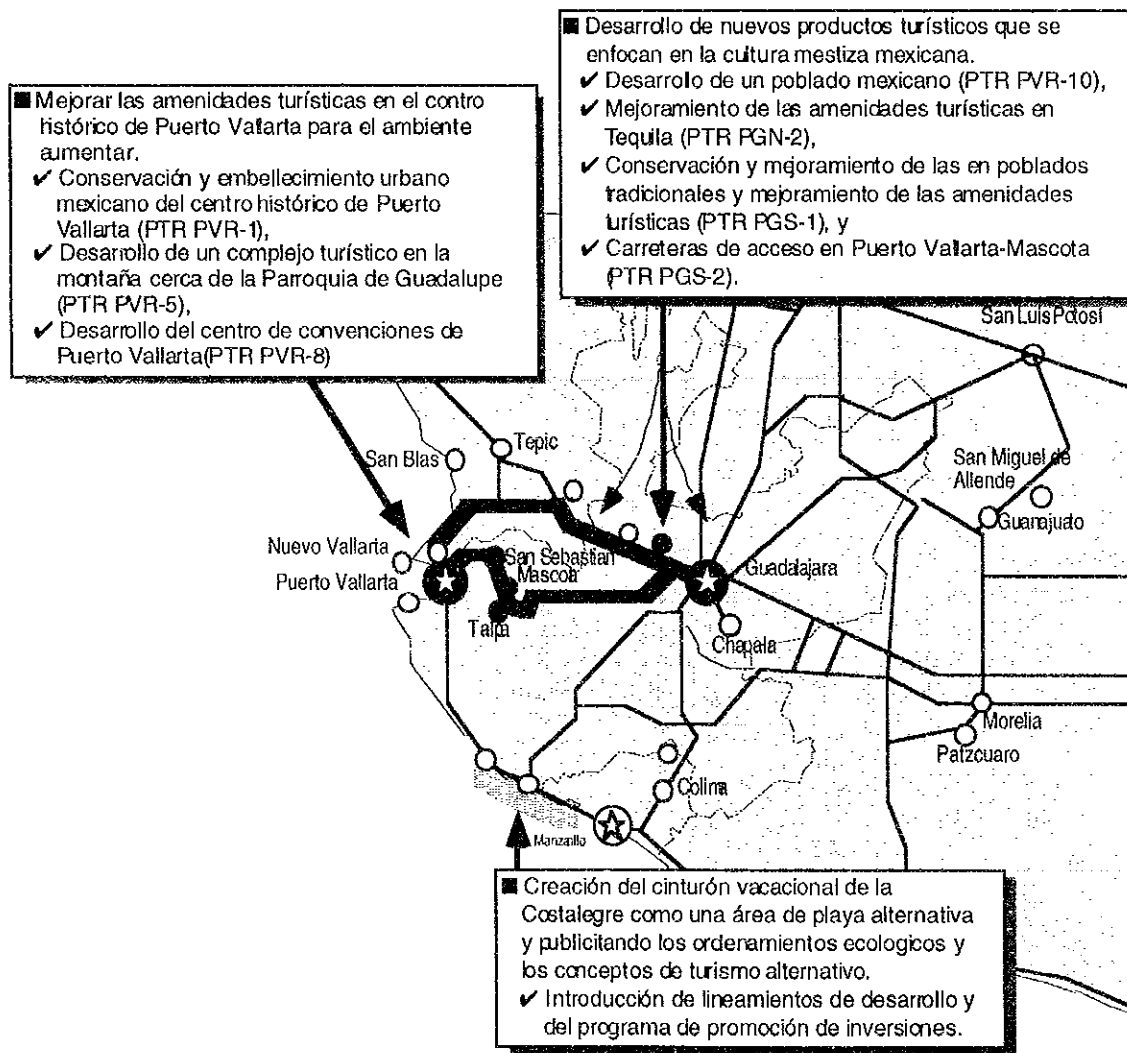 ■ Mejorar las amenidades turísticas en el contro
histórico de Puerto Vallarta para el ambiente
aumentar.
✔ Conservación y embellecimiento urbano
mexicano del centro histórico de Puerto
Vallarta (PTR PVR-1),
✔ Desarrollo de un complejo turístico en la
montaña cerca de la Parroquia de Guadalupe
(PTR PVR-5),
✔ Desarrollo del centro de convenciones de
Puerto Vallarta(PTR PVR-8)
■ Desarrollo de nuevos productos turísticos que se
enfocan en la cultura mestiza mexicana.
✔ Desarrolo de un poblado mexicano (PTR PVR-10),
✔ Mejoramiento de las amenidades turísticas en
Tequila (PTR PGN-2),
✔ Conservación y mejoramiento de las en poblados
tradicionales y mejoramiento de las amenidades
turísticas (PTR PGS-1), y
✔ Carreteras de acceso en Puerto Vallarta-Mascota
(PTR PGS-2).
San Luis Potosí
Tepic
San Blas
San Miguel de
Allende
Guanajuato
Nuevo Vallarta
San Sebastian
Puerto Vallarta
Mascota
Guadalajara
Talpa
Chapala
Morelia
Patzcuaro
Colima
Manzanillo
■ Creación del cinturón vacacional de la
Costalegre como una área de playa alternativa
y publicitando los ordenamientos ecologicos y
los conceptos de turismo alternativo.
✔ Introducción de lineamientos de desarrollo y
del programa de promoción de inversiones.